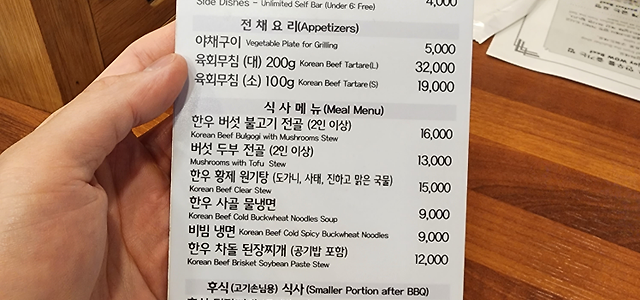 Side Dishes - Unlimited Self Bar (Under 6: Free) 4,000
전 채 요 리(Appetizers)
야채구이 Vegetable Plate for Grilling 5,000
육회무침 (대) 200g Korean Beef Tartare(L) 32,000
육회무침 (소) 100g Korean Beef Tartare(S) 19,000
식 사 메 뉴(Meal Menu)
한우 버섯 불고기 전골 (2인 이상) 16,000
Korean Beef Bulgogi with Mushrooms Stew
버섯 두부 전골 (2인 이상) 13,000
Mushrooms with Tofu Stew
한우 황제 원기탕 (도가니, 사태, 진하고 맑은 국물) 15,000
Korean Beef Clear Stew
한우 사골 물냉면 9,000
Korean Beef Cold Buckwheat Noodles Soup
비빔 냉면 Korean Beef Cold Spicy Buckwheat Noodles 9,000
한우 차돌 된장찌개 (공기밥 포함) 12,000
Korean Beef Brisket Soybean Paste Stew
후식(고기손님용) 식사(Smaller Portion after BBQ)